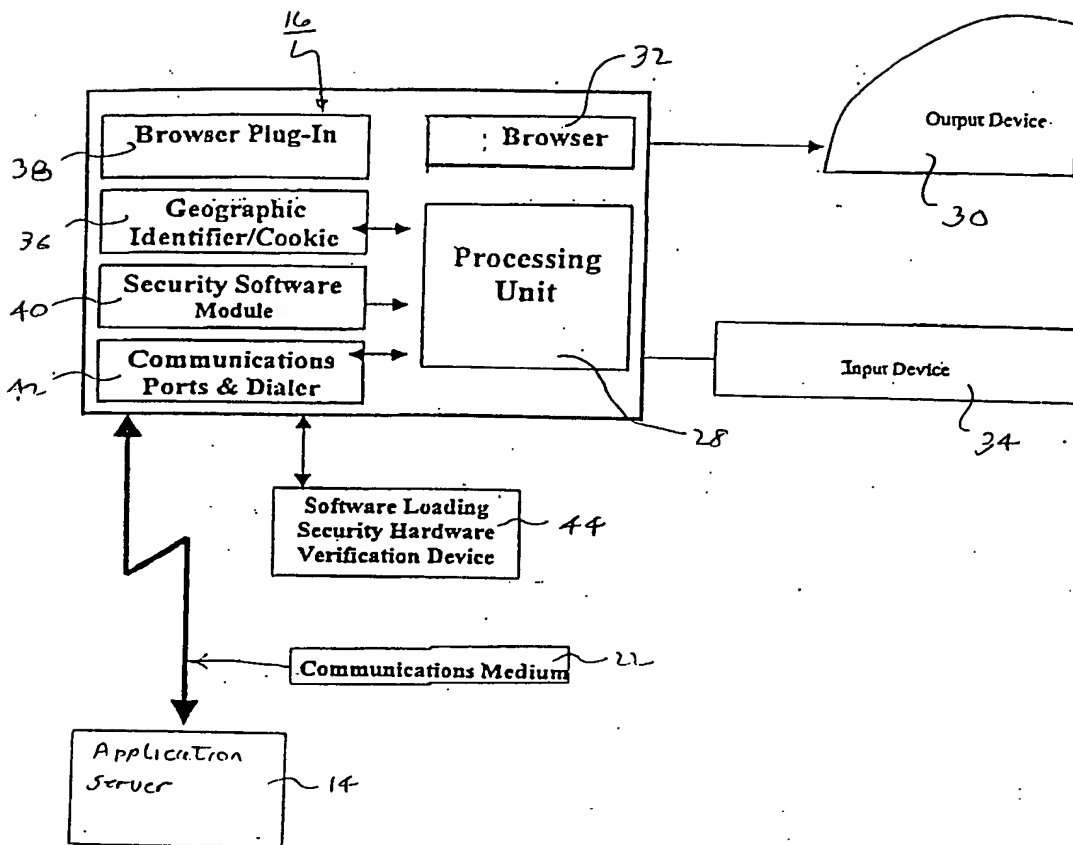 16
32
Browser Plug-In
: Browser
Output Device
38
30
Geographic
Identifier/Cookie
36
Processing
Unit
Security Software
Module
40
Communications
Ports & Dialer
42
Input Device
34
28
Software Loading
Security Hardware
Verification Device
44
Communications Medium
22
Application
Server
14